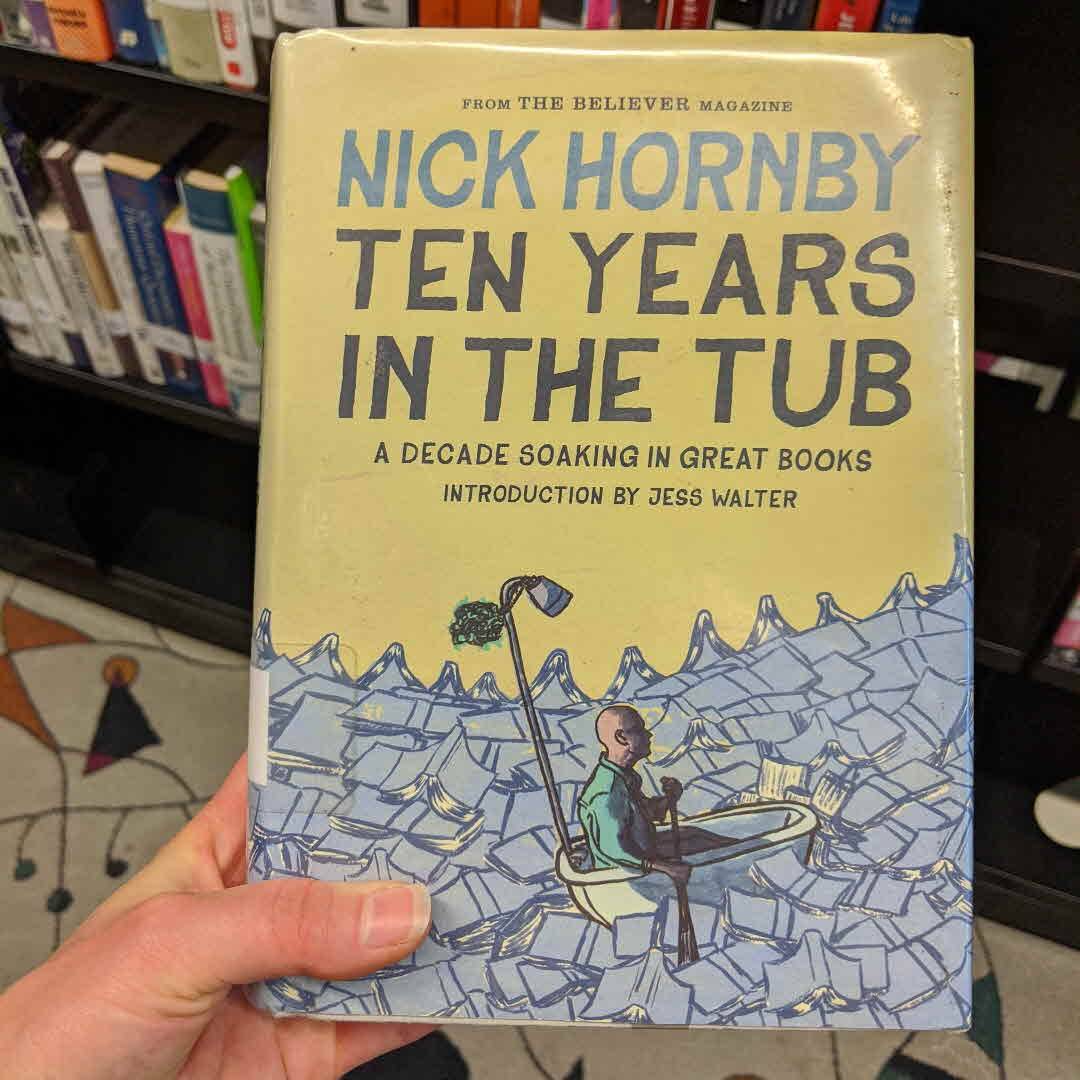 FROM THE BELIEVER MAGAZINE
NICK HORNBY
TEN YEARS
IN THE TUB
A DECADE SOAKING IN GREAT BOOKS
INTRODUCTION BY JESS WALTER